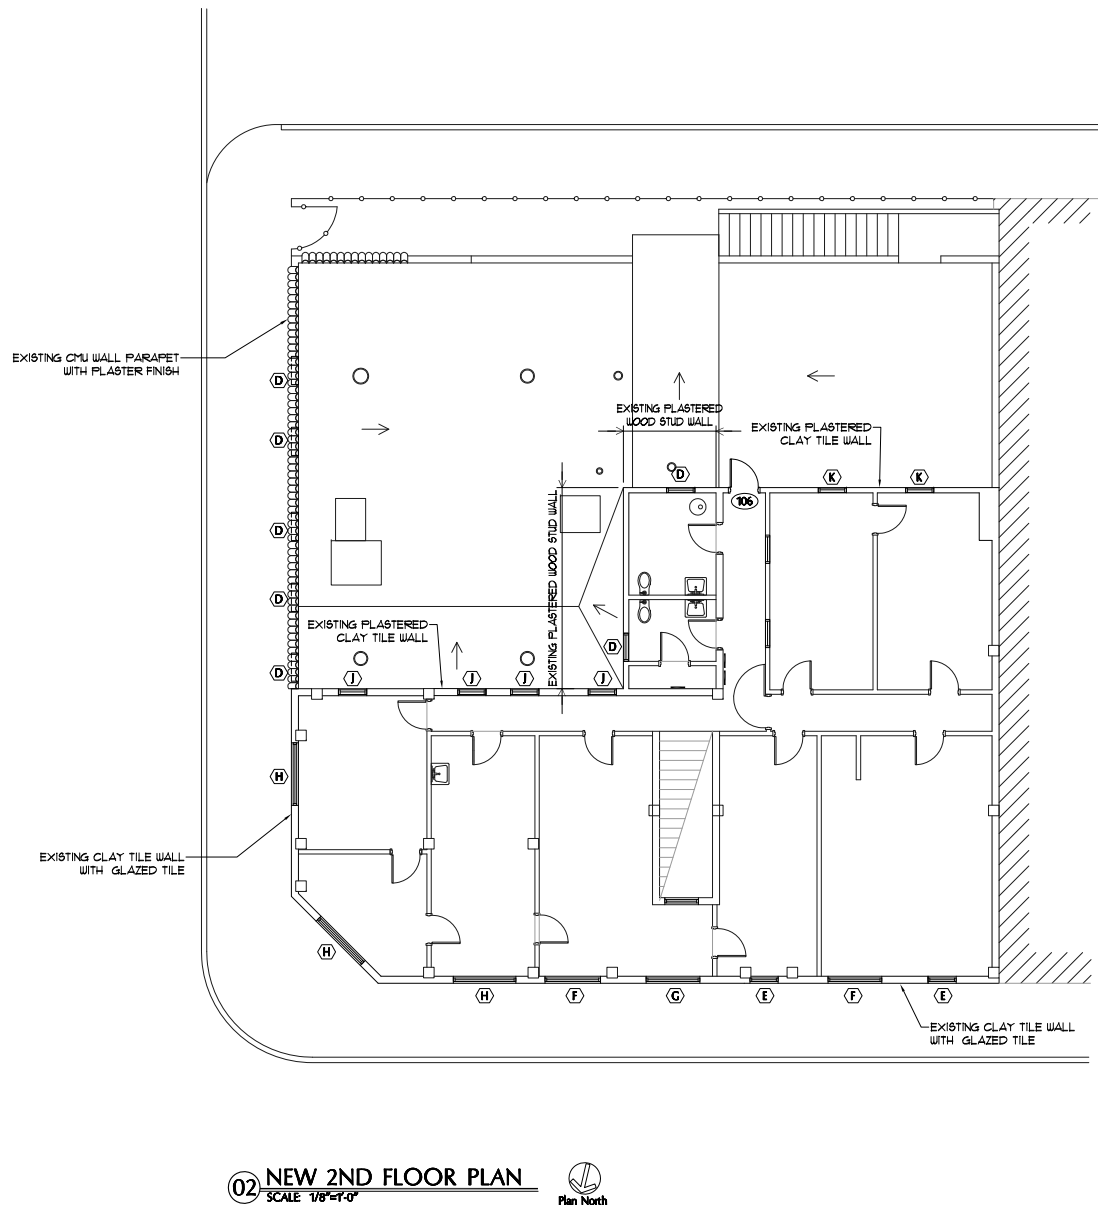 EXISTING CMU WALL PARAPET
WITH PLASTER FINISH
D
D
D
D
D
EXISTING PLASTERED
WOOD STUD WALL
EXISTING PLASTERED
CLAY TILE WALL
D
K
K
106
EXISTING PLASTERED WOOD STUD WALL
EXISTING PLASTERED
CLAY TILE WALL
D
J
J
J
J
H
EXISTING CLAY TILE WALL
WITH GLAZED TILE
H
H
F
G
E
F
E
EXISTING CLAY TILE WALL
WITH GLAZED TILE
02
NEW 2ND FLOOR PLAN
SCALE: 1/8"=1'-0"
Plan North